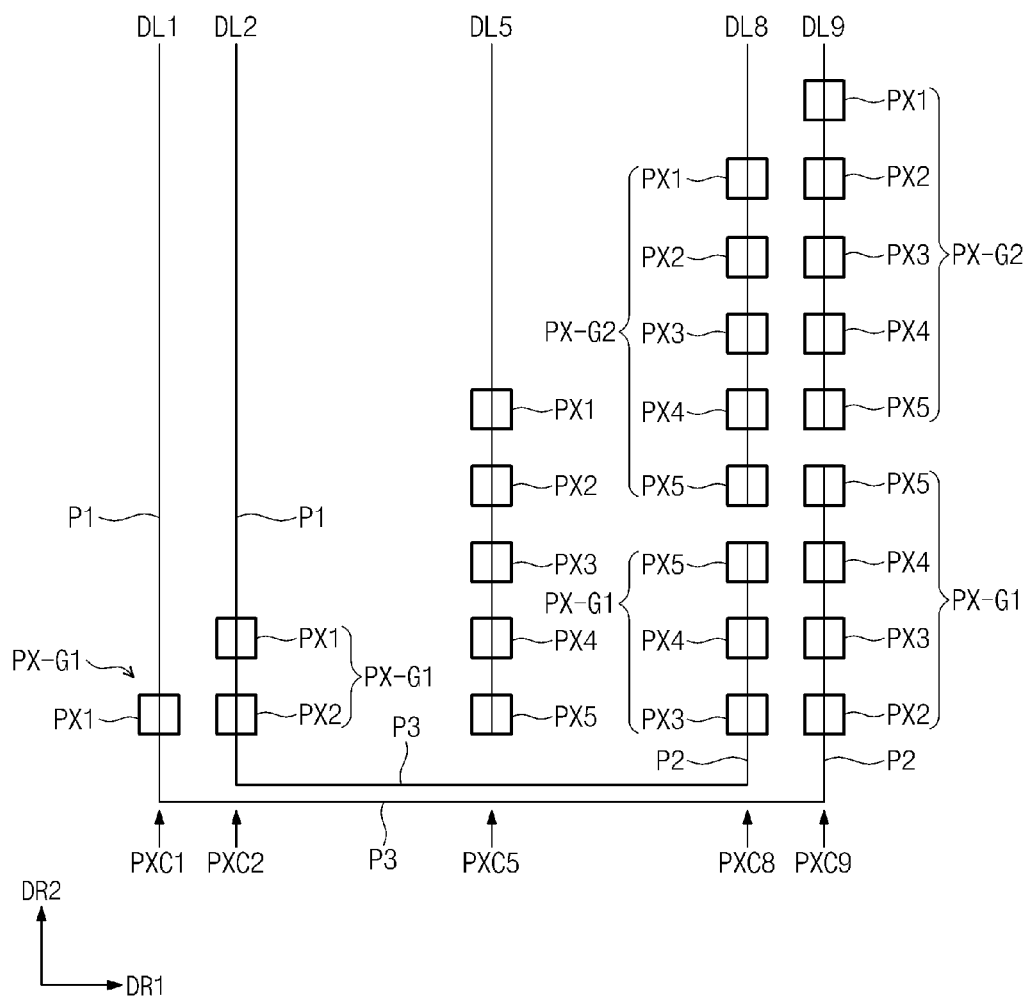 DL1 DL2 DL5 DL8 DL9
PX1
PX1 PX2
PX2 PX3 PX-G2
PX-G2 PX3 PX4
PX1 PX4 PX5
P1 P1 PX2 PX5 PX5
PX3 PX-G1 PX5 PX4 PX-G1
PX-G1 PX1 PX-G1 PX4 PX4 PX3
PX1 PX2 PX5 PX3 PX2
P3 P2 P2
PXC1 PXC2 P3 PXC5 PXC8 PXC9
DR2
DR1